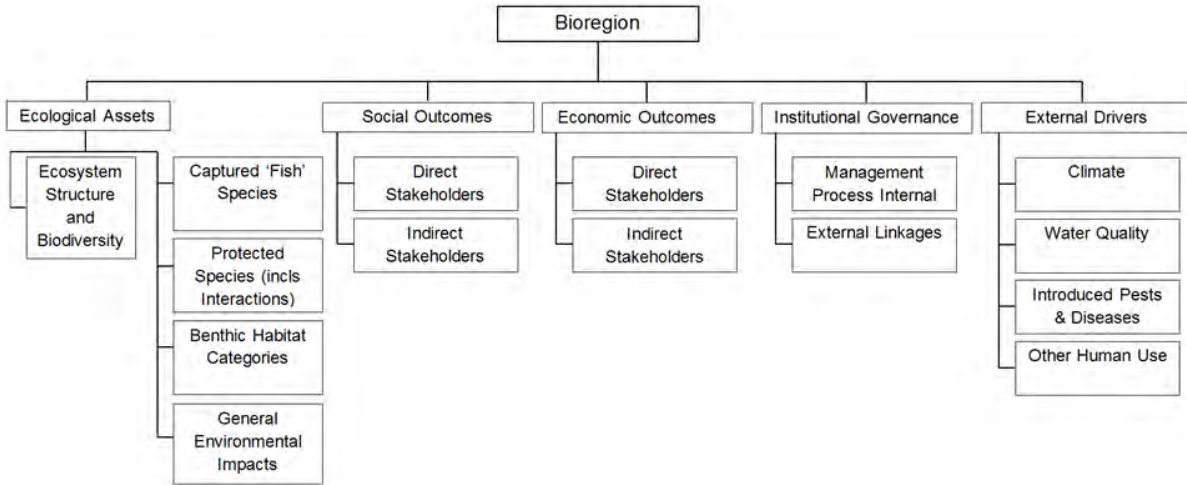 Bioregion
Ecological Assets
Social Outcomes
Economic Outcomes
Institutional Governance
External Drivers
Ecosystem
Structure
and
Biodiversity
Captured ‘Fish’
Species
Protected
Species (incls
Interactions)
Benthic Habitat
Categories
General
Environmental
Impacts
Direct
Stakeholders
Indirect
Stakeholders
Direct
Stakeholders
Indirect
Stakeholders
Management
Process Internal
External Linkages
Climate
Water Quality
Introduced Pests
& Diseases
Other Human Use